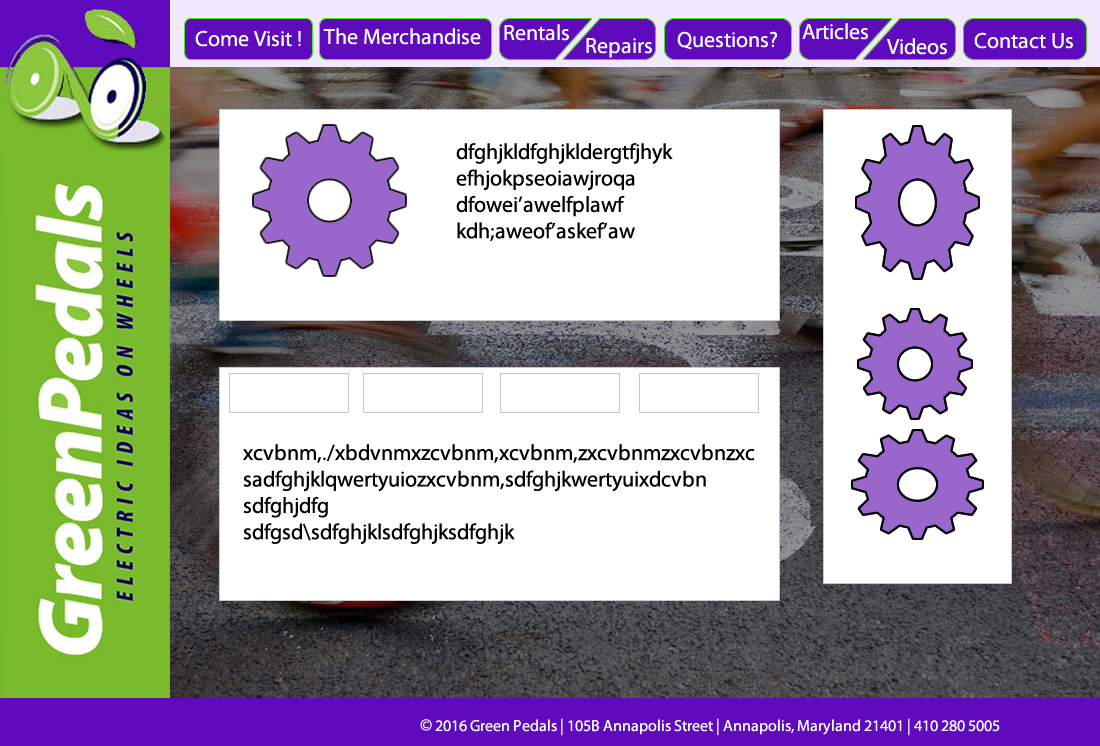 Come Visit !
The Merchandise
Rentals
Repairs
Questions?
Articles
Videos
Contact Us
GreenPedals
ELECTRIC IDEAS ON WHEELS
dfghjkldfghjkldergtfjhyk
efhjokpseoiawjroqa
dfowei’awelfplawf
kdh;aweof’askef’aw
xcvbnm,./xbdvnmxzcvbnm,xcvbnm,zxcvbnmzxcvbnzxc
sadfghjklqwertyuiozxcvbnm,sdfghjkwertyuixdcvbn
sdfghjdfg
sdfgsd\sdfghjklsdfghjksdfghjk
© 2016 Green Pedals | 105B Annapolis Street | Annapolis, Maryland 21401 | 410 280 5005